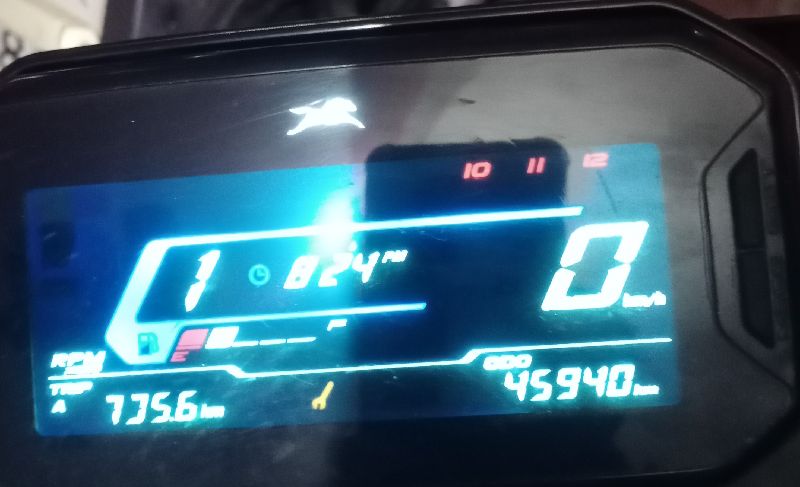 10 11 12
1 8:24 PM 0 km/h
F
E
RPM
ODO
TRIP
A 735.6 km 45940 km